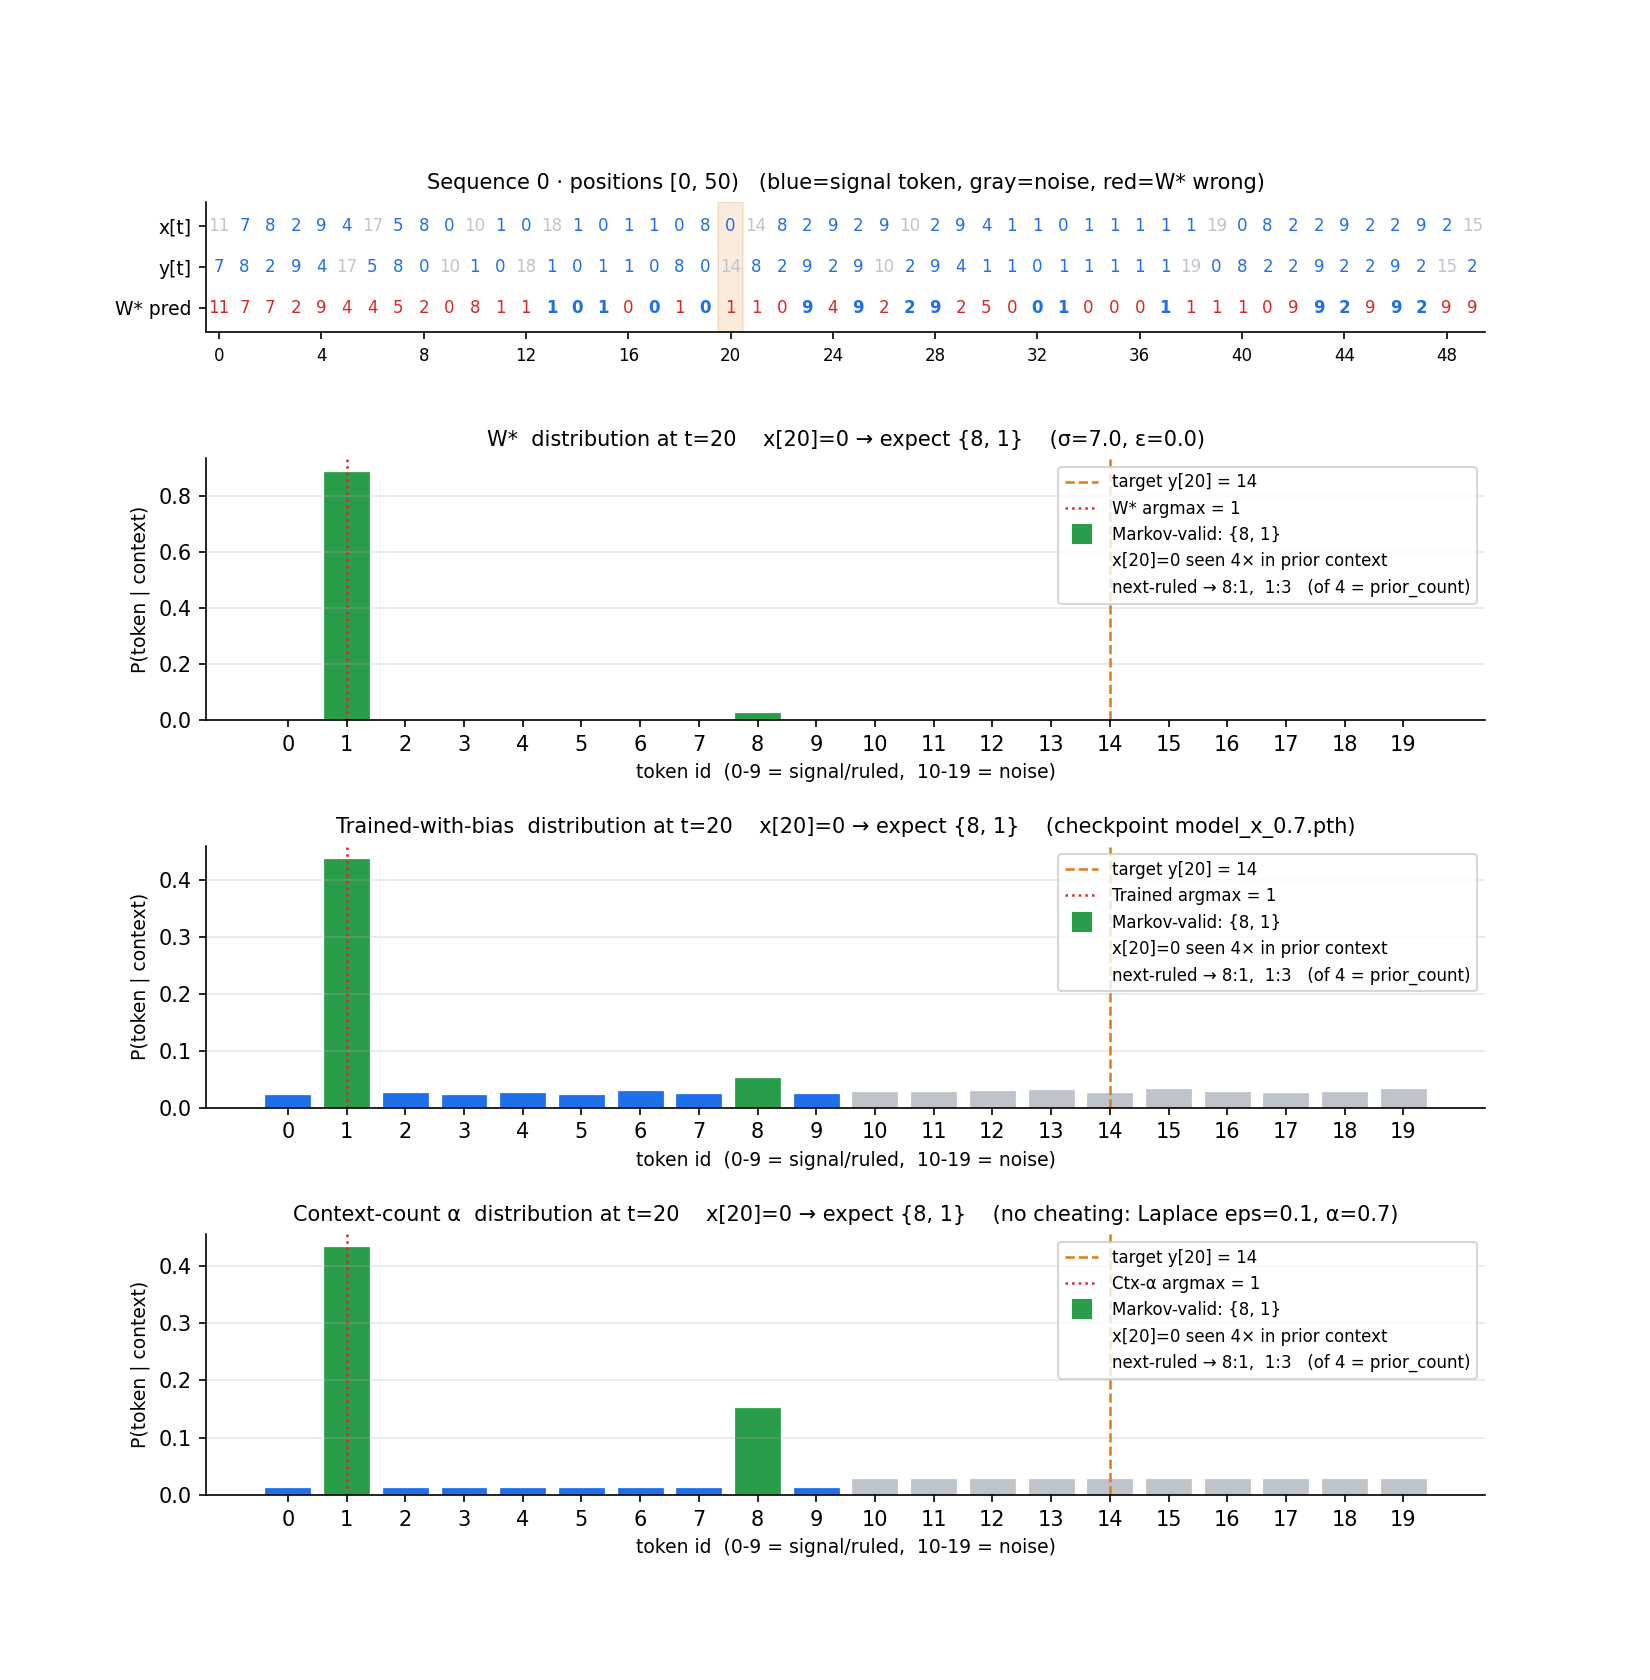 Sequence 0 · positions [0, 50)   (blue=signal token, gray=noise, red=W* wrong)
x[t] 11 7 8 2 9 4 17 5 8 0 10 1 0 18 1 0 1 1 0 8 0 14 8 2 9 2 9 10 2 9 4 1 1 0 1 1 1 1 1 19 0 8 2 2 9 2 2 9 2 15
y[t] 7 8 2 9 4 17 5 8 0 10 1 0 18 1 0 1 1 0 8 0 14 8 2 9 2 9 10 2 9 4 1 1 0 1 1 1 1 1 19 0 8 2 2 9 2 2 9 2 15 2
W* pred 11 7 7 2 9 4 4 5 2 0 8 1 1 1 0 1 0 0 1 0 1 1 0 9 4 9 2 2 9 2 5 0 0 1 0 0 0 1 1 1 1 0 9 9 2 9 9 2 9 9
0 4 8 12 16 20 24 28 32 36 40 44 48
W*  distribution at t=20    x[20]=0 → expect {8, 1}    (σ=7.0, ε=0.0)
P(token | context)
0.8
0.6
0.4
0.2
0.0
target y[20] = 14
W* argmax = 1
Markov-valid: {8, 1}
x[20]=0 seen 4× in prior context
next-ruled → 8:1,  1:3   (of 4 = prior_count)
0 1 2 3 4 5 6 7 8 9 10 11 12 13 14 15 16 17 18 19
token id  (0-9 = signal/ruled,  10-19 = noise)
Trained-with-bias  distribution at t=20    x[20]=0 → expect {8, 1}    (checkpoint model_x_0.7.pth)
P(token | context)
0.4
0.3
0.2
0.1
0.0
target y[20] = 14
Trained argmax = 1
Markov-valid: {8, 1}
x[20]=0 seen 4× in prior context
next-ruled → 8:1,  1:3   (of 4 = prior_count)
0 1 2 3 4 5 6 7 8 9 10 11 12 13 14 15 16 17 18 19
token id  (0-9 = signal/ruled,  10-19 = noise)
Context-count α  distribution at t=20    x[20]=0 → expect {8, 1}    (no cheating: Laplace eps=0.1, α=0.7)
P(token | context)
0.4
0.3
0.2
0.1
0.0
target y[20] = 14
Ctx-α argmax = 1
Markov-valid: {8, 1}
x[20]=0 seen 4× in prior context
next-ruled → 8:1,  1:3   (of 4 = prior_count)
0 1 2 3 4 5 6 7 8 9 10 11 12 13 14 15 16 17 18 19
token id  (0-9 = signal/ruled,  10-19 = noise)